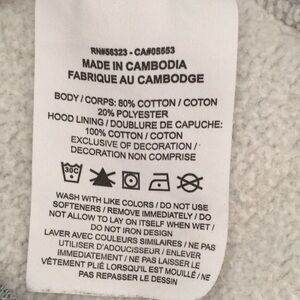 RN#56323 - CA#05553
MADE IN CAMBODIA
FABRIQUE AU CAMBODGE
BODY / CORPS: 80% COTTON / COTON
20% POLYESTER
HOOD LINING / DOUBLURE DE CAPUCHE:
100% COTTON / COTON
EXCLUSIVE OF DECORATION /
DECORATION NON COMPRISE
30C
WASH WITH LIKE COLORS / DO NOT USE
SOFTENERS / REMOVE IMMEDIATELY / DO
NOT ALLOW TO LAY ON ITSELF WHEN WET /
DO NOT IRON DESIGN
LAVER AVEC COULEURS SIMILAIRES / NE PAS
UTILISER D'ADOUCISSEUR / ENLEVER
IMMEDIATEMENT / NE PAS LAISSER LE
VÊTEMENT PLIÉ LORSQU'IL EST MOUILLÉ / NE
PAS REPASSER LE DESSIN